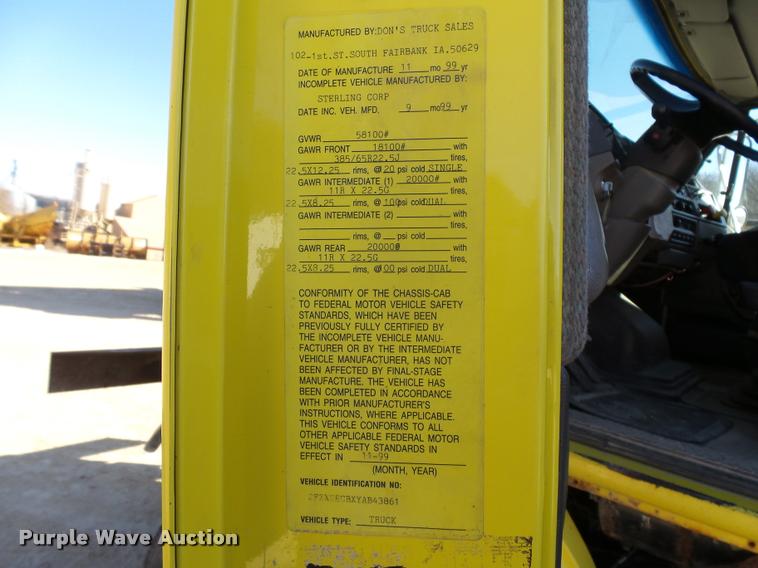 MANUFACTURED BY:DON'S TRUCK SALES
102-1st.ST.SOUTH FAIRBANK IA.50629
DATE OF MANUFACTURE 11 mo 99 yr
INCOMPLETE VEHICLE MANUFACTURED BY:
STERLING CORP
DATE INC. VEH. MFD. 9 mo 99 yr
GVWR 58100#
GAWR FRONT 18100# with
385/65R22.5J tires,
22.5X12.25 rims, @ 20 psi cold SINGLE
GAWR INTERMEDIATE (1) 20000# with
11R X 22.5G tires,
22.5X8.25 rims, @ 100 psi cold DUAL
GAWR INTERMEDIATE (2) with
tires,
rims, @ psi cold
GAWR REAR 20000# with
11R X 22.5G tires,
22.5X8.25 rims, @ 00 psi cold DUAL
CONFORMITY OF THE CHASSIS-CAB
TO FEDERAL MOTOR VEHICLE SAFETY
STANDARDS, WHICH HAVE BEEN
PREVIOUSLY FULLY CERTIFIED BY
THE INCOMPLETE VEHICLE MANU-
FACTURER OR BY THE INTERMEDIATE
VEHICLE MANUFACTURER, HAS NOT
BEEN AFFECTED BY FINAL-STAGE
MANUFACTURE. THE VEHICLE HAS
BEEN COMPLETED IN ACCORDANCE
WITH PRIOR MANUFACTURER'S
INSTRUCTIONS, WHERE APPLICABLE.
THIS VEHICLE CONFORMS TO ALL
OTHER APPLICABLE FEDERAL MOTOR
VEHICLE SAFETY STANDARDS IN
EFFECT IN 11-99
(MONTH, YEAR)
VEHICLE IDENTIFICATION NO:
VEHICLE TYPE: TRUCK
Purple Wave Auction